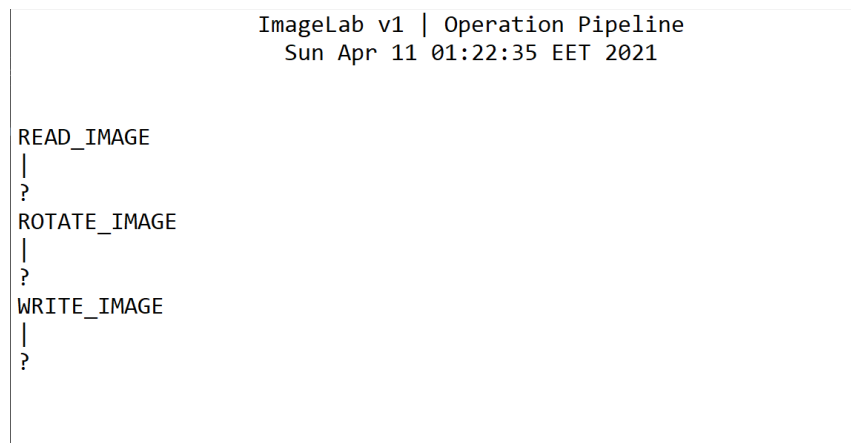 ImageLab v1 | Operation Pipeline
Sun Apr 11 01:22:35 EET 2021
READ_IMAGE
|
?
ROTATE_IMAGE
|
?
WRITE_IMAGE
|
?